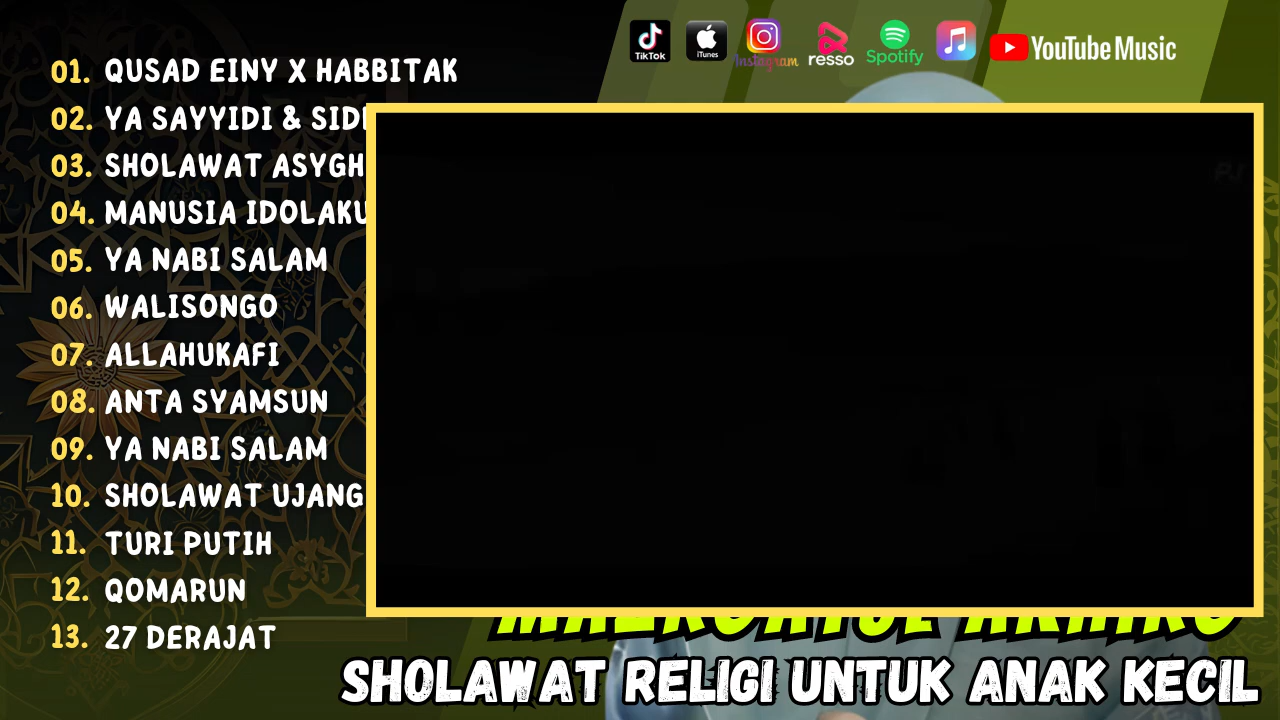 TikTok
iTunes
Instagram
resso
Spotify
YouTube Music
01. QUSAD EINY X HABBITAK
02. YA SAYYIDI &
03. SHOLAWAT
04. MANUSIA IDOLAKU
05. YA NABI SALAM
06. WALISONGO
07. ALLAHUKAFI
08. ANTA SYAMSUN
09. YA NABI SALAM
10. SHOLAWAT UJANG
11. TURI PUTIH
12. QOMARUN
13. 27 DERAJAT
SHOLAWAT RELIGI UNTUK ANAK KECIL